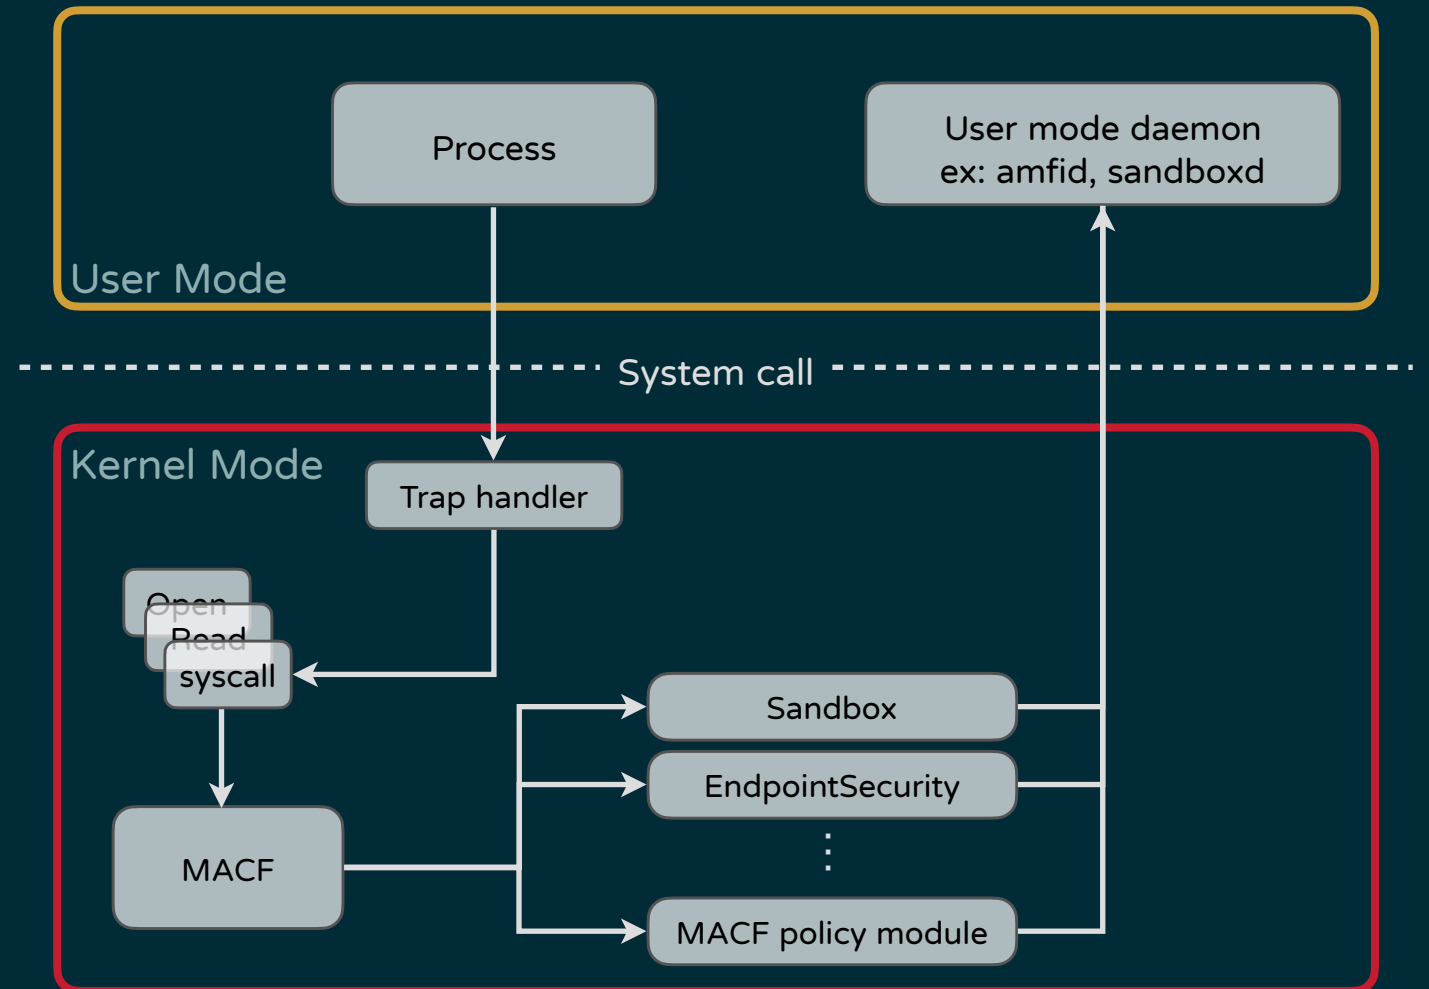 Process
User mode daemon
ex: amfid, sandboxd
User Mode
System call
Kernel Mode
Trap handler
Open
Read
syscall
Sandbox
EndpointSecurity
⋮
MACF
MACF policy module